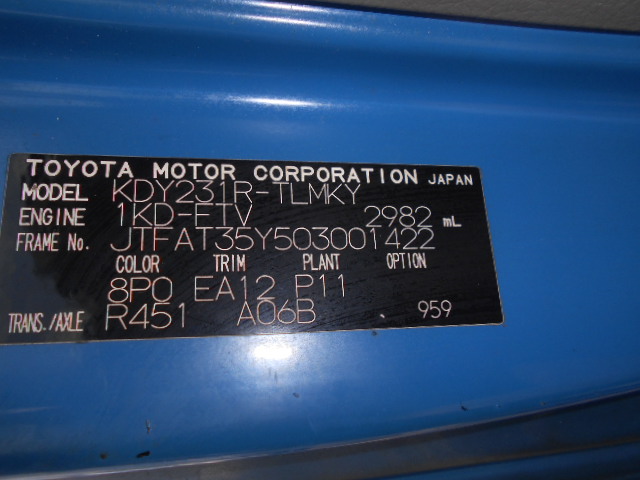 TOYOTA MOTOR CORPORATION JAPAN
MODEL KDY231R-TLMKY
ENGINE 1KD-FTV 2982 mL
FRAME No. JTFAT35Y503001422
COLOR TRIM PLANT OPTION
8P0 EA12 P11
TRANS./AXLE R451 A06B 959